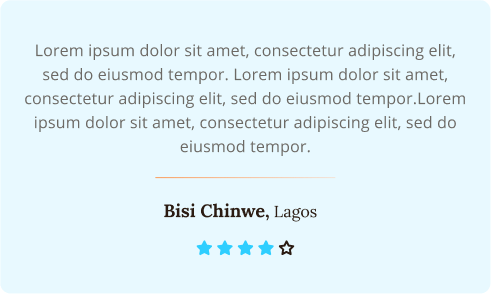 Lorem ipsum dolor sit amet, consectetur adipiscing elit,
sed do eiusmod tempor. Lorem ipsum dolor sit amet,
consectetur adipiscing elit, sed do eiusmod tempor.Lorem
ipsum dolor sit amet, consectetur adipiscing elit, sed do
eiusmod tempor.
Bisi Chinwe, Lagos